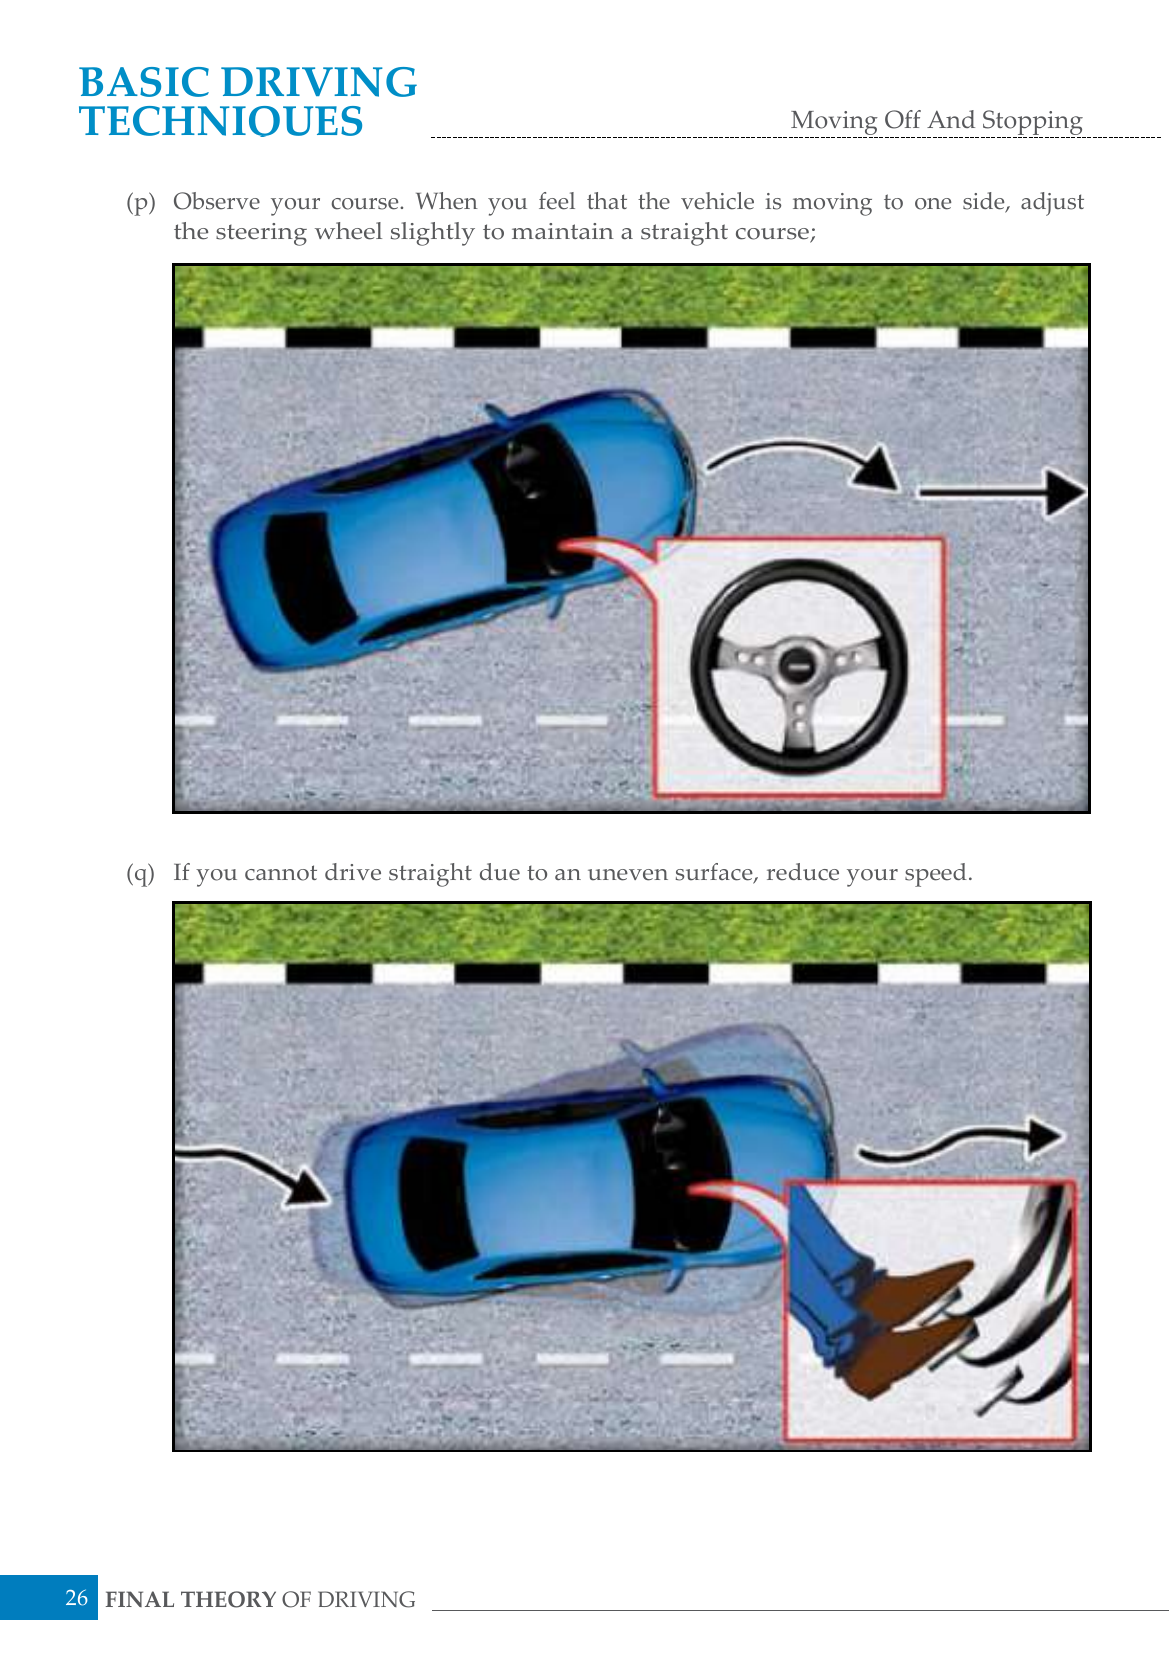 BASIC DRIVING
TECHNIQUES
Moving Off And Stopping
(p) Observe your course. When you feel that the vehicle is moving to one side, adjust
the steering wheel slightly to maintain a straight course;
(q) If you cannot drive straight due to an uneven surface, reduce your speed.
26 FINAL THEORY OF DRIVING